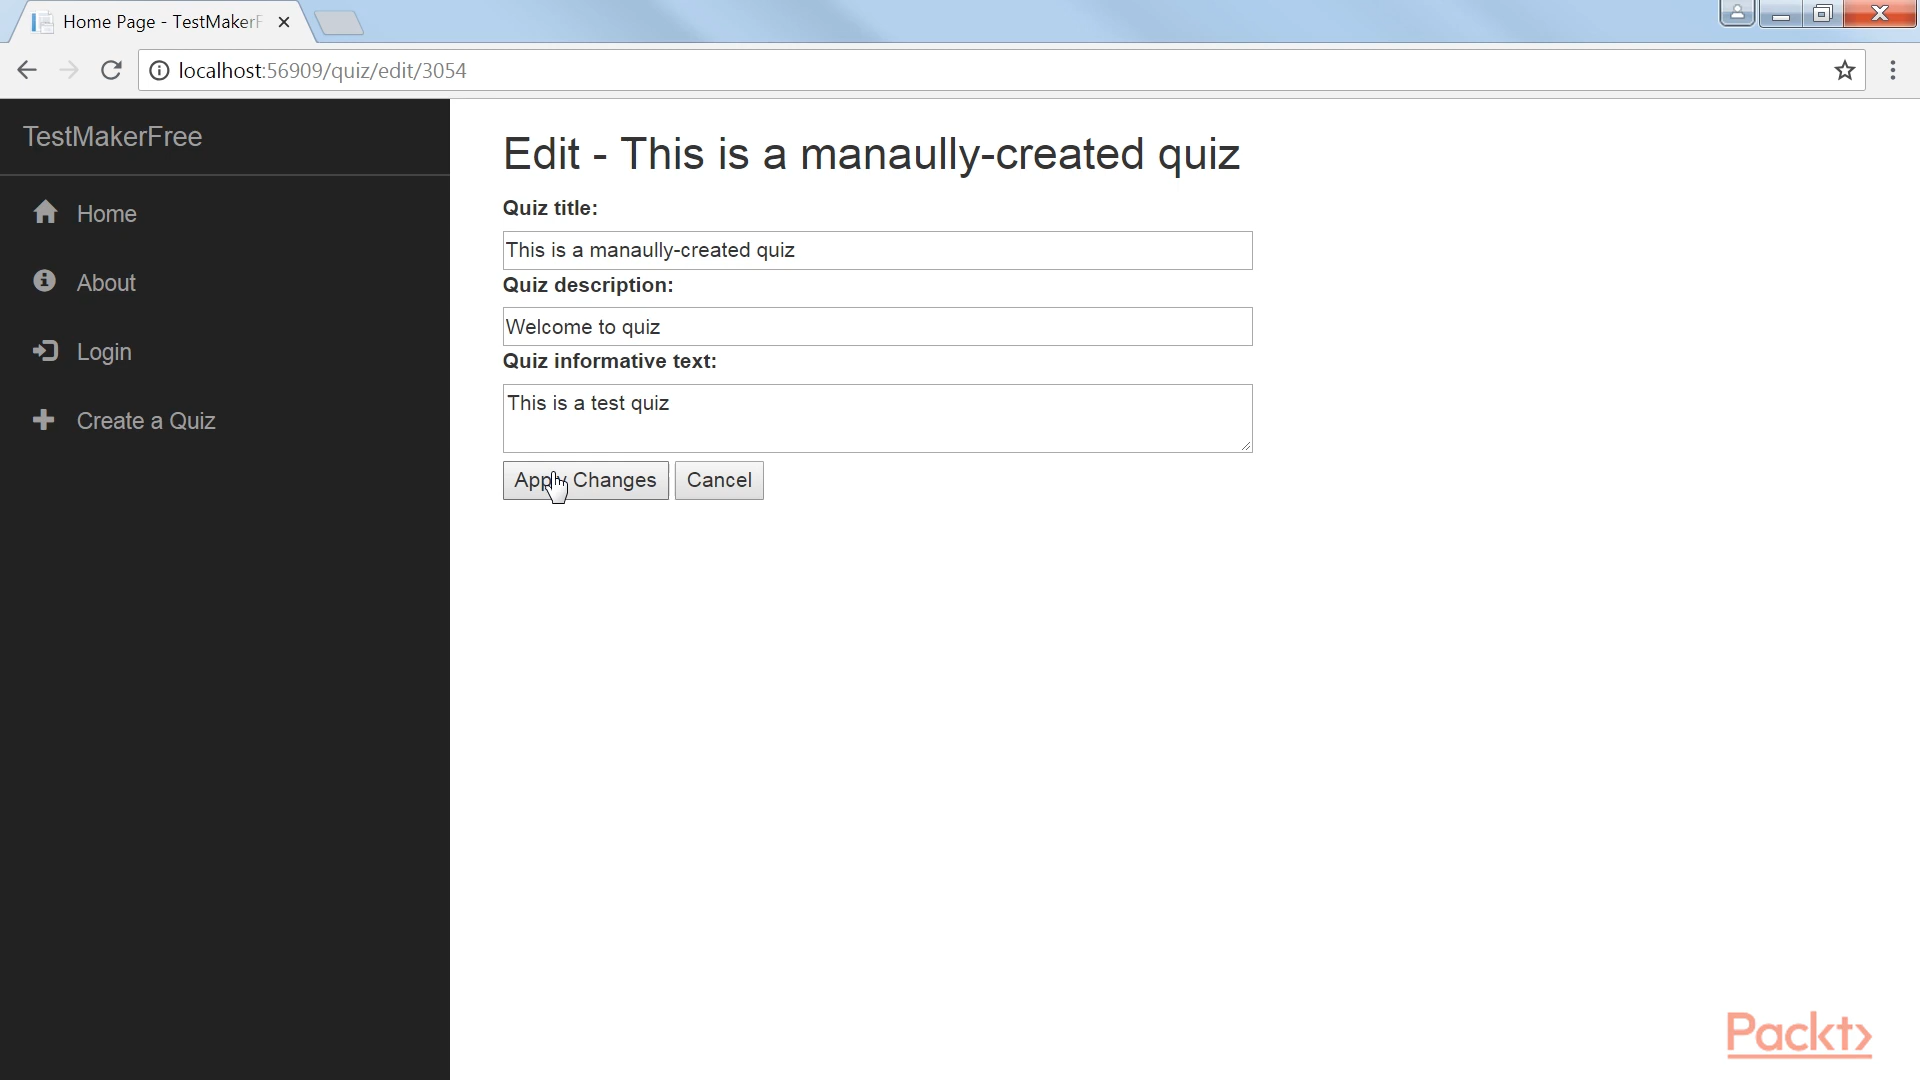 Home Page - TestMakerF
localhost:56909/quiz/edit/3054
TestMakerFree
Home
About
Login
Create a Quiz
Edit - This is a manaully-created quiz
Quiz title:
This is a manaully-created quiz
Quiz description:
Welcome to quiz
Quiz informative text:
This is a test quiz
Apply Changes
Cancel
Packt